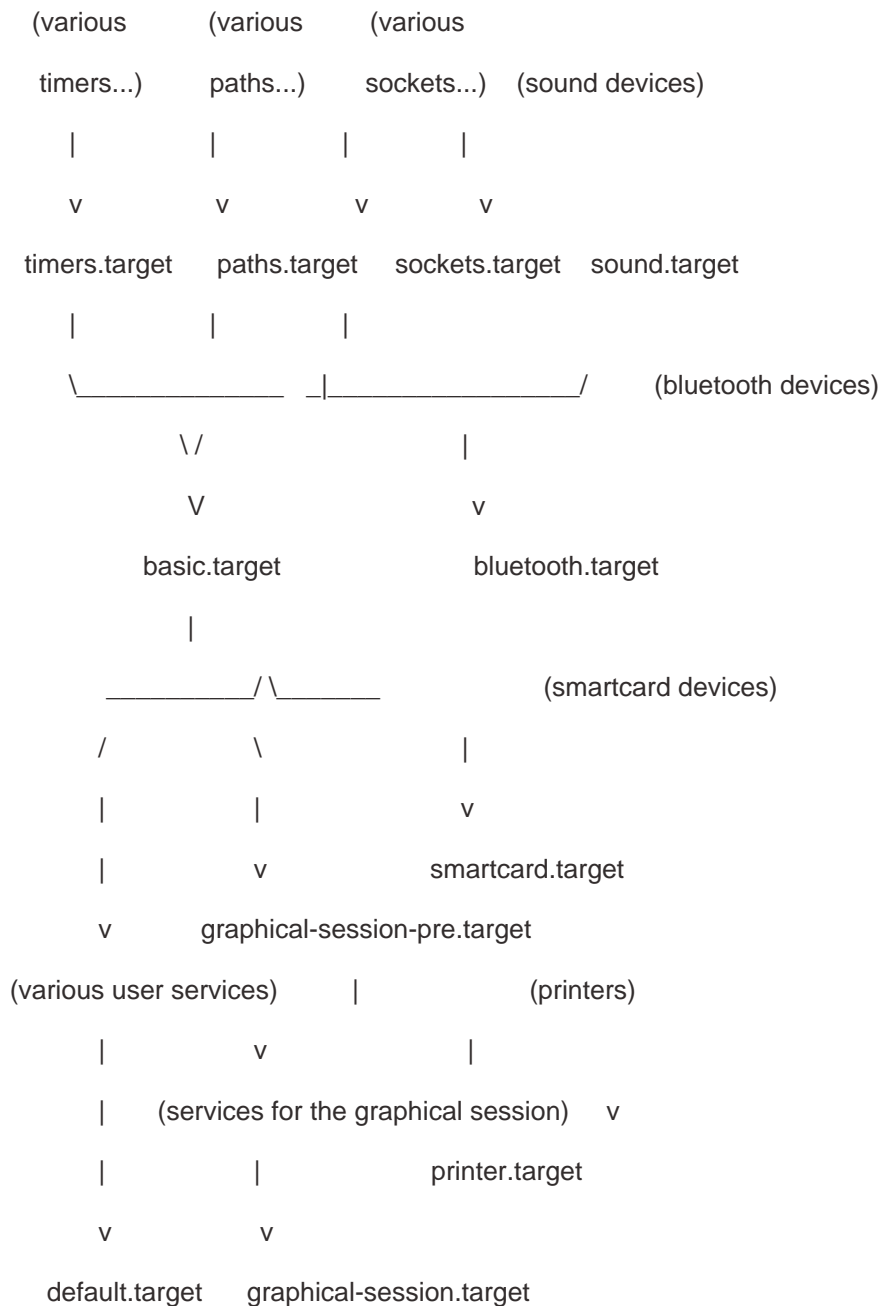 (various (various (various
timers...) paths...) sockets...) (sound devices)
| | | |
v v v v
timers.target paths.target sockets.target sound.target
| | |
\______________ _|_________________/ (bluetooth devices)
\ / |
V v
basic.target bluetooth.target
|
__________/ \_______ (smartcard devices)
/ \ |
| | v
| v smartcard.target
v graphical-session-pre.target
(various user services) | (printers)
| v |
| (services for the graphical session) v
| | printer.target
v v
default.target graphical-session.target